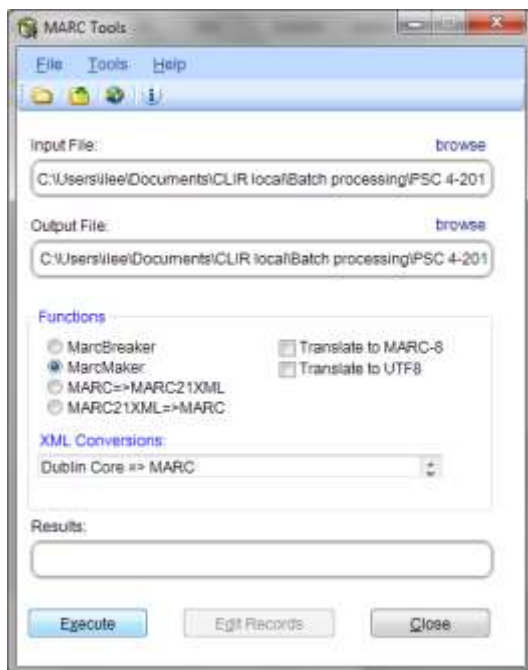 MARC Tools
File Tools Help
Input File: browse
C:\Users\ilee\Documents\CLIR local\Batch processing\PSC 4-201
Output File: browse
C:\Users\ilee\Documents\CLIR local\Batch processing\PSC 4-201
Functions
MarcBreaker Translate to MARC-8
MarcMaker Translate to UTF8
MARC=>MARC21XML
MARC21XML=>MARC
XML Conversions:
Dublin Core => MARC
Results:
Execute Edit Records Close